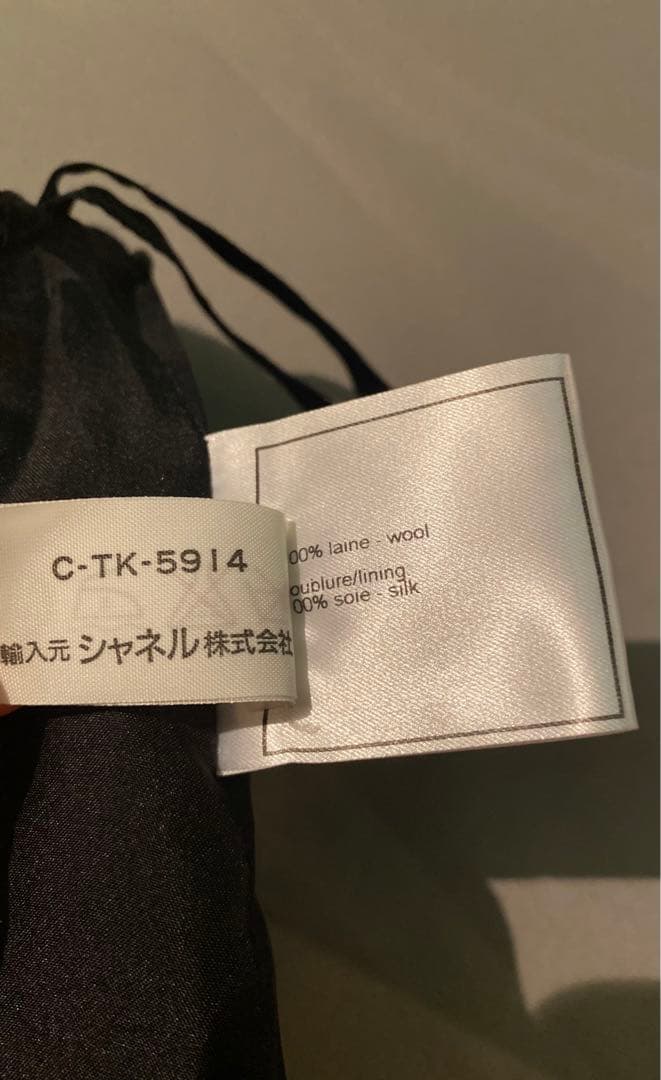 C-TK-5914
輸入元 シャネル株式会社
00% laine - wool
oublure/lining
00% soie - silk